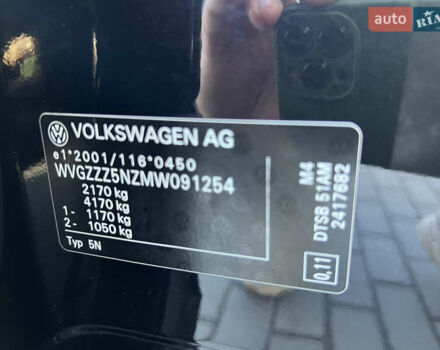 auto RIA
VOLKSWAGEN AG
e1*2001/116*0450
WVGZZZ5NZMW091254
2170 kg
4170 kg
1- 1170 kg
2- 1050 kg
Typ 5N
M4
DTSB 51AM
2417682
0,11